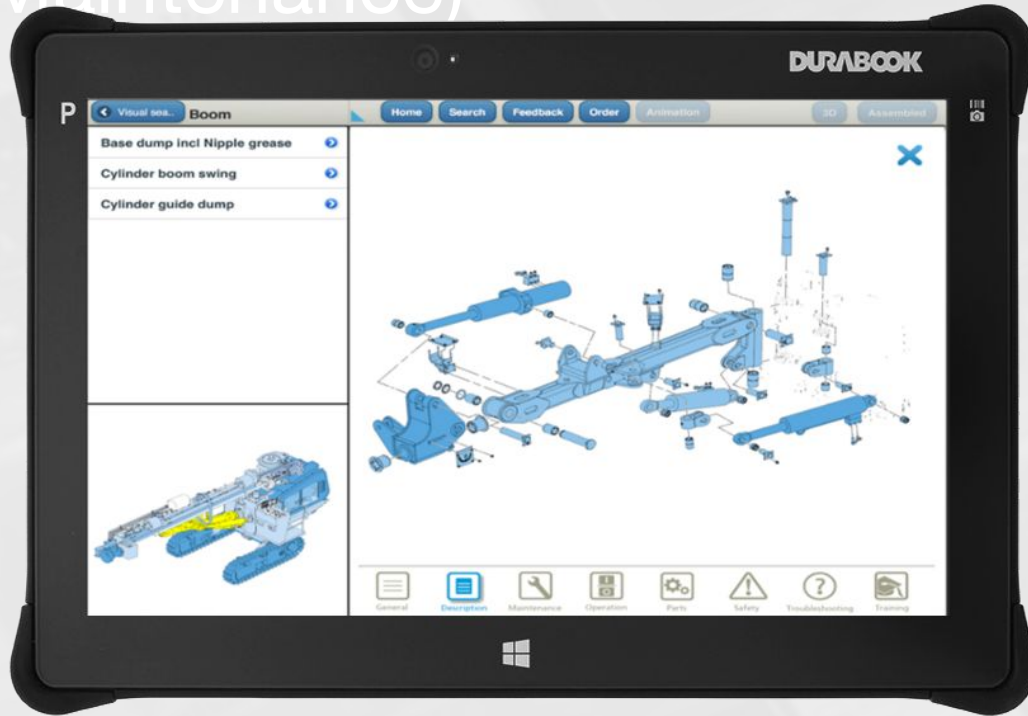 Maintenance)
DURABOOK
P
Visual sea..
Boom
Home
Search
Feedback
Order
Animation
3D
Assembled
Base dump incl Nipple grease
Cylinder boom swing
Cylinder guide dump
General
Description
Maintenance
Operation
Parts
Safety
Troubleshooting
Training